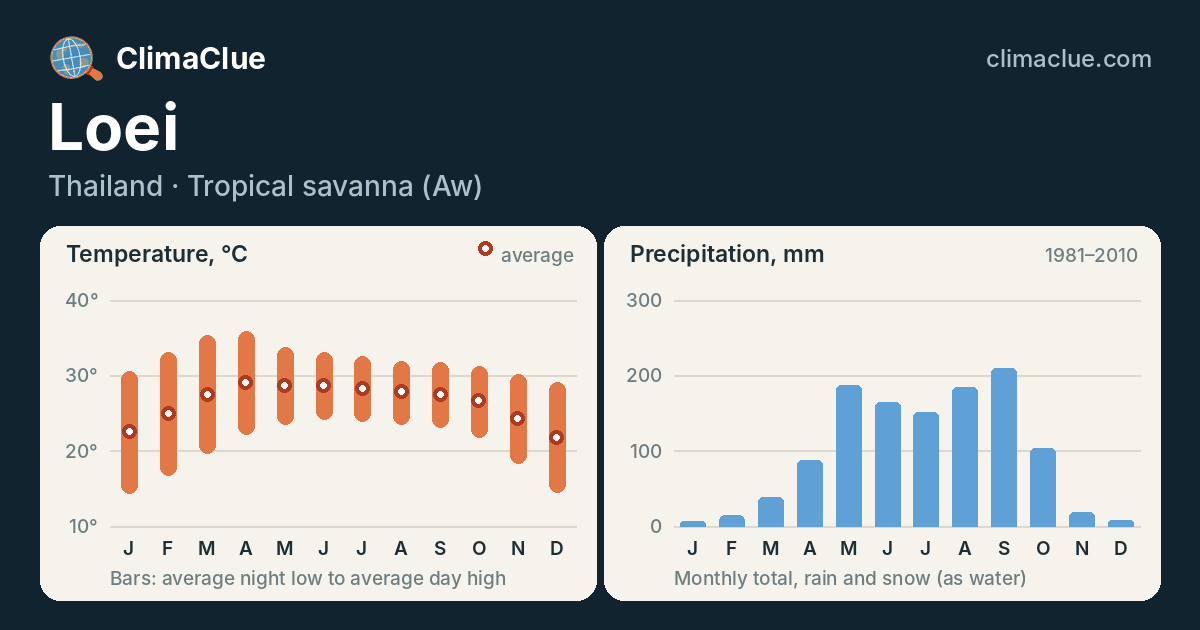 ClimaClue
climaclue.com
Loei
Thailand · Tropical savanna (Aw)
Temperature, °C
average
40°
30°
20°
10°
J F M A M J J A S O N D
Bars: average night low to average day high
Precipitation, mm
1981–2010
300
200
100
0
J F M A M J J A S O N D
Monthly total, rain and snow (as water)